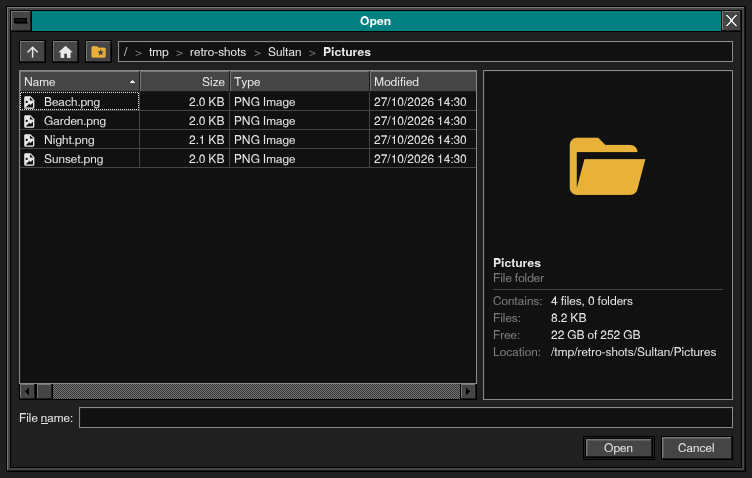 Open
/ > tmp > retro-shots > Sultan > Pictures
Name Size Type Modified
Beach.png 2.0 KB PNG Image 27/10/2026 14:30
Garden.png 2.0 KB PNG Image 27/10/2026 14:30
Night.png 2.1 KB PNG Image 27/10/2026 14:30
Sunset.png 2.0 KB PNG Image 27/10/2026 14:30
Pictures
File folder
Contains: 4 files, 0 folders
Files: 8.2 KB
Free: 22 GB of 252 GB
Location: /tmp/retro-shots/Sultan/Pictures
File name:
Open Cancel